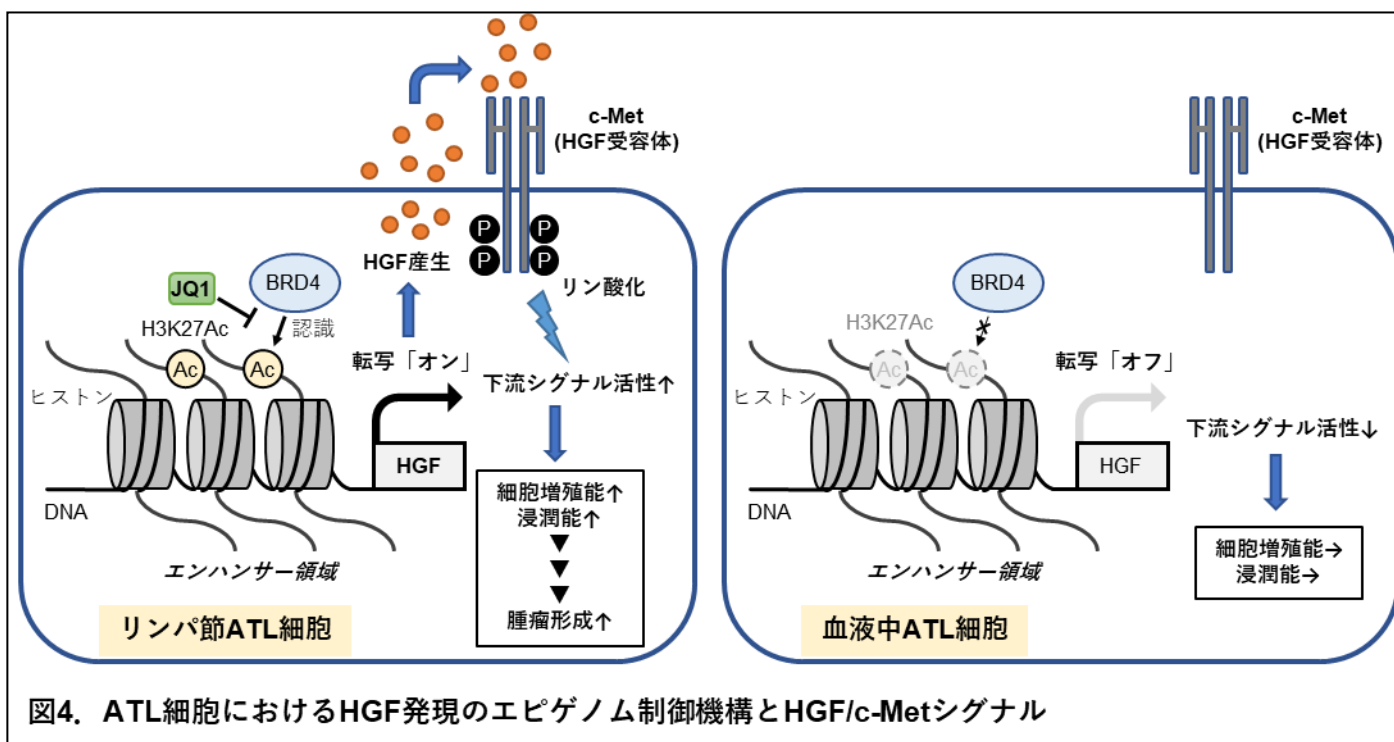 c-Met
(HGF受容体)
P
P
P
P
HGF産生
リン酸化
JQ1
BRD4
H3K27Ac
認識
Ac
Ac
転写「オン」
下流シグナル活性↑
ヒストン
HGF
DNA
細胞増殖能↑
浸潤能↑
▼
▼
▼
腫瘤形成↑
エンハンサー領域
リンパ節ATL細胞
c-Met
(HGF受容体)
BRD4
H3K27Ac
Ac
Ac
転写「オフ」
ヒストン
下流シグナル活性↓
HGF
DNA
細胞増殖能→
浸潤能→
エンハンサー領域
血液中ATL細胞
図4．ATL細胞におけるHGF発現のエピゲノム制御機構とHGF/c-Metシグナル